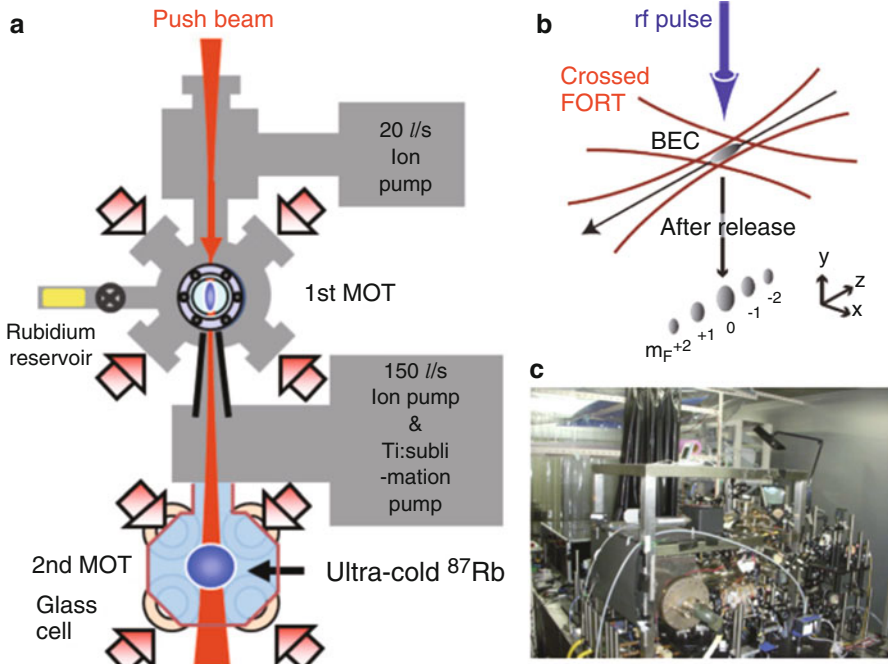 a
Push beam
20 l/s
Ion
pump
1st MOT
Rubidium
reservoir
150 l/s
Ion pump
&
Ti:subli
-mation
pump
2nd MOT
Glass
cell
Ultra-cold ⁸⁷Rb
b
rf pulse
Crossed
FORT
BEC
After release
y
z
x
m_F +2 +1 0 -1 -2
c